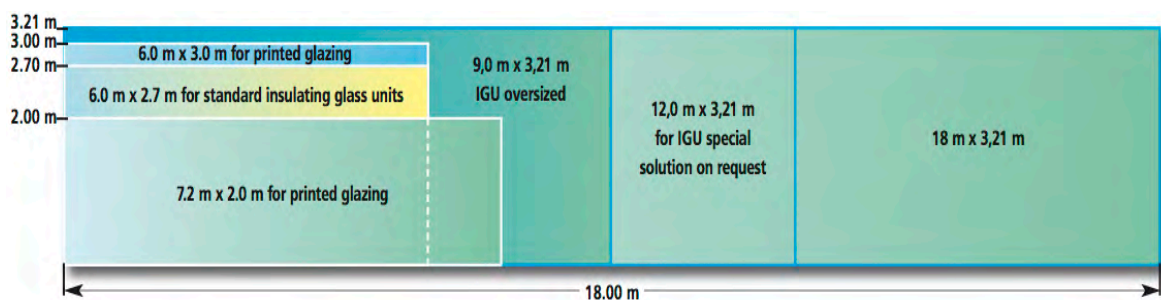 3.21 m
3.00 m
2.70 m
2.00 m
6.0 m x 3.0 m for printed glazing
6.0 m x 2.7 m for standard insulating glass units
7.2 m x 2.0 m for printed glazing
9,0 m x 3,21 m
IGU oversized
12,0 m x 3,21 m
for IGU special
solution on request
18 m x 3,21 m
18.00 m